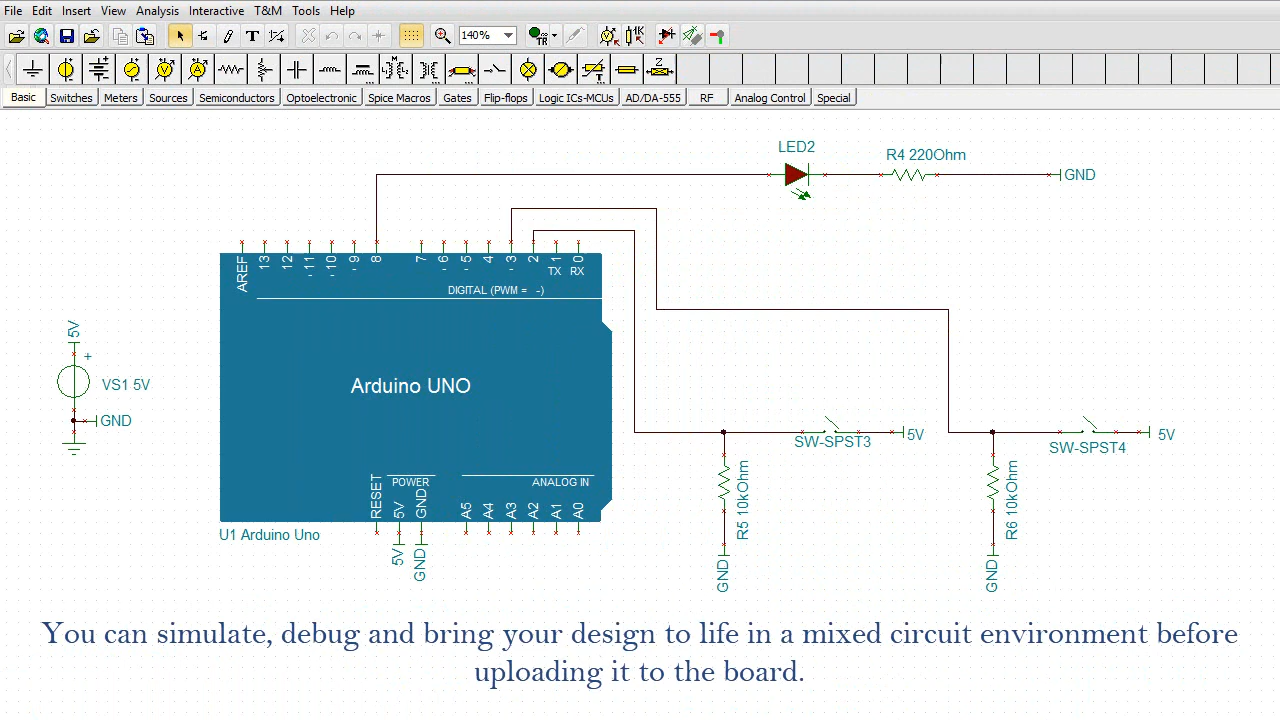 File Edit Insert View Analysis Interactive T&M Tools Help
TR 140% 1K
Z
Basic Switches Meters Sources Semiconductors Optoelectronic Spice Macros Gates Flip-flops Logic ICs-MCUs AD/DA-555 RF Analog Control Special
LED2
R4 220Ohm
GND
AREF 13 12 ~11 ~10 ~9 8 7 ~6 ~5 4 ~3 2 1 0
TX RX
DIGITAL (PWM = ~)
5V
+
VS1 5V
GND
Arduino UNO
SW-SPST3
5V
SW-SPST4
5V
R5 10kOhm
R6 10kOhm
POWER
ANALOG IN
RESET 5V GND A5 A4 A3 A2 A1 A0
U1 Arduino Uno
5V GND
GND
GND
You can simulate, debug and bring your design to life in a mixed circuit environment before
uploading it to the board.